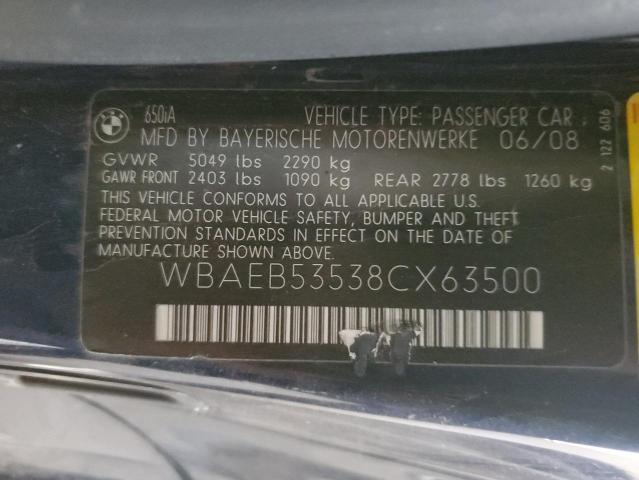 650iA VEHICLE TYPE: PASSENGER CAR
MFD BY BAYERISCHE MOTORENWERKE 06/08
GVWR 5049 lbs 2290 kg
GAWR FRONT 2403 lbs 1090 kg REAR 2778 lbs 1260 kg
THIS VEHICLE CONFORMS TO ALL APPLICABLE U.S.
FEDERAL MOTOR VEHICLE SAFETY, BUMPER AND THEFT
PREVENTION STANDARDS IN EFFECT ON THE DATE OF
MANUFACTURE SHOWN ABOVE.
WBAEB53538CX63500
2 122 606